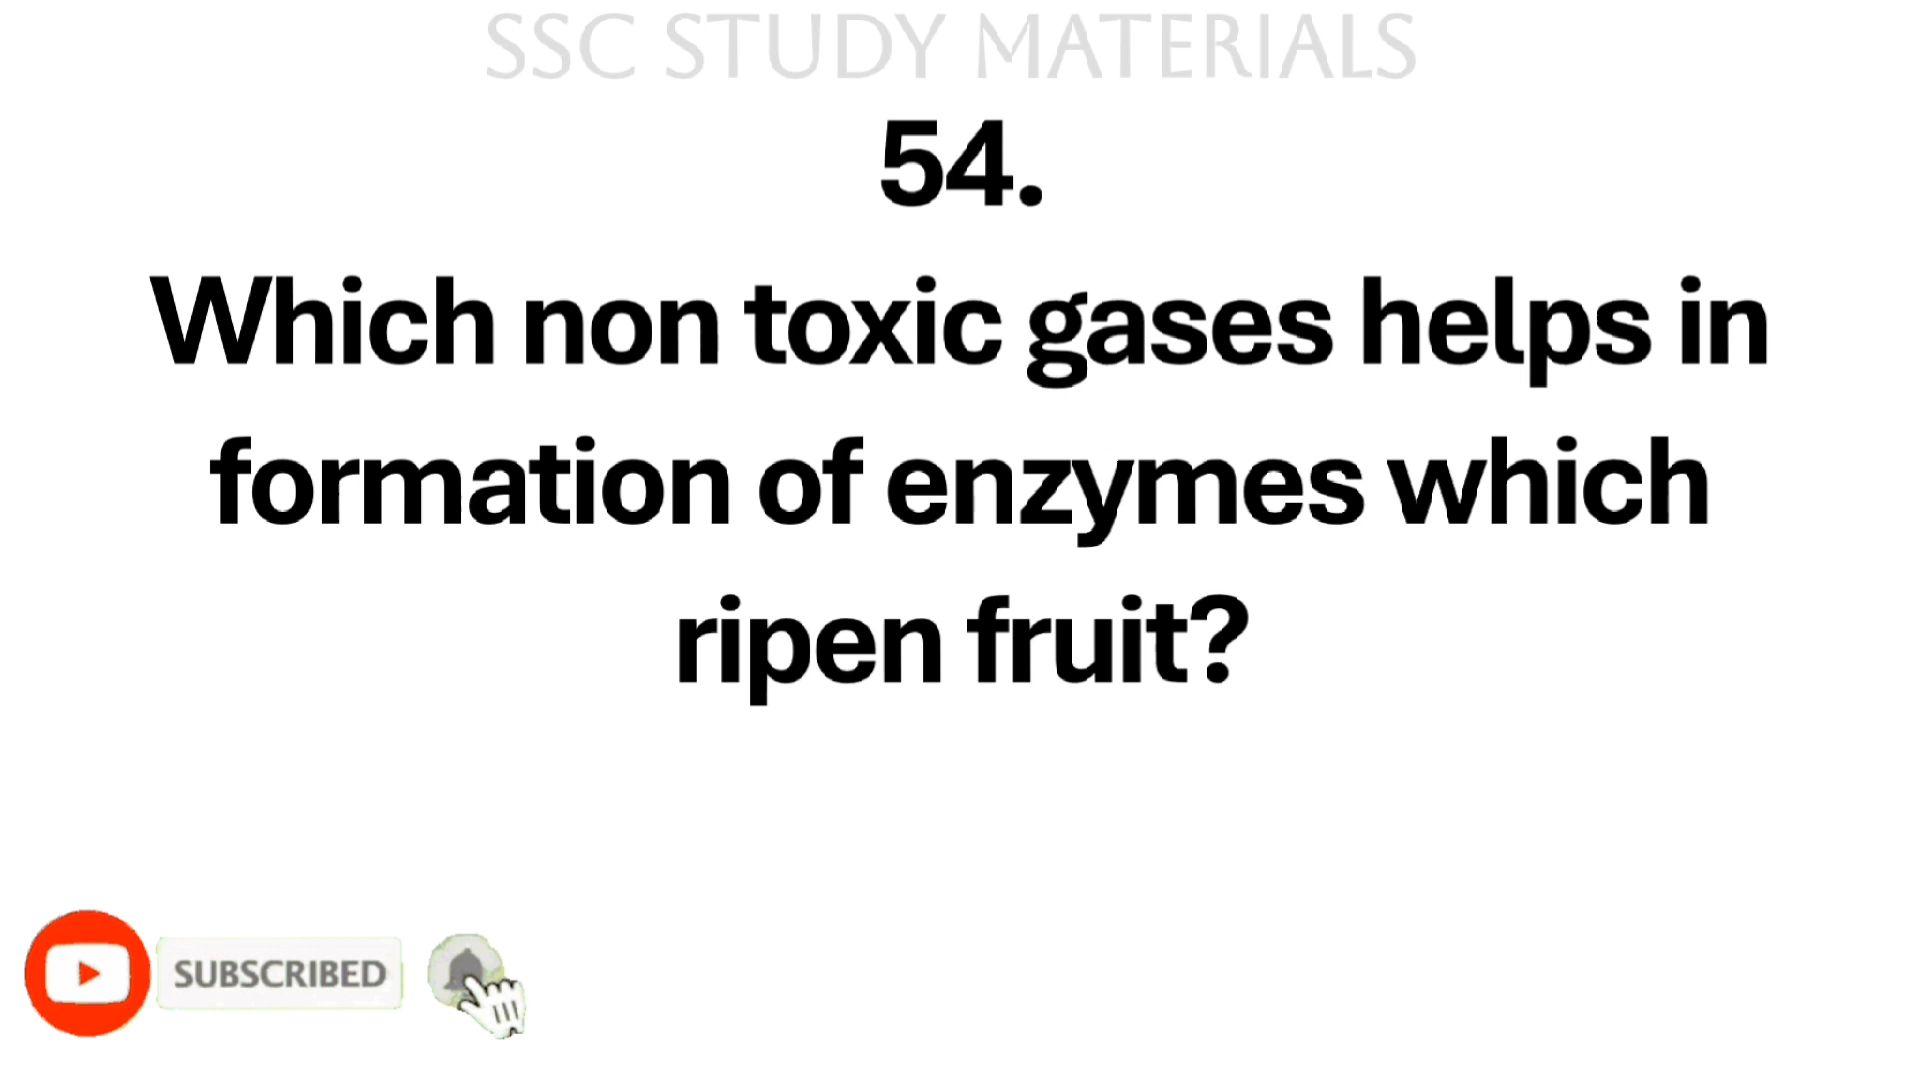 SSC STUDY MATERIALS
54.
Which non toxic gases helps in
formation of enzymes which
ripen fruit?
SUBSCRIBED